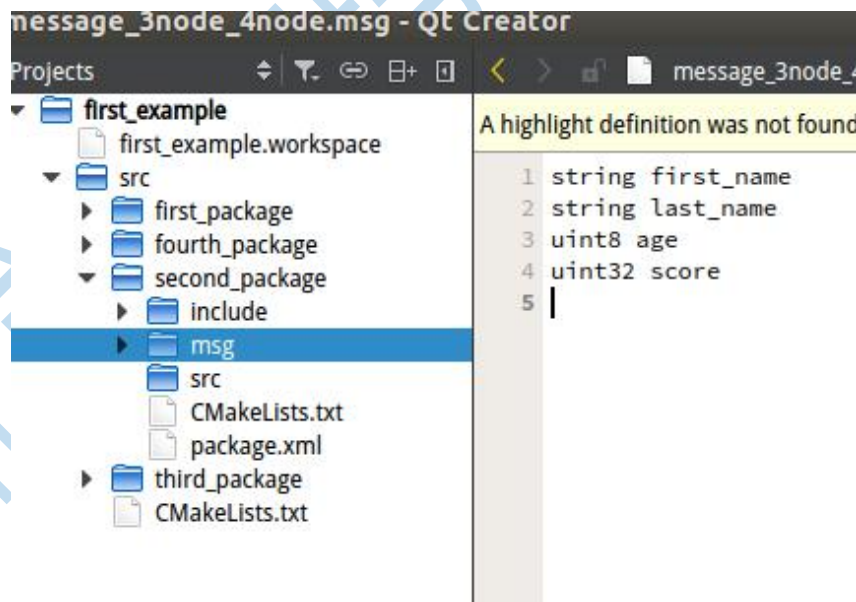 message_3node_4node.msg - Qt Creator
Projects
message_3node_4
first_example
first_example.workspace
src
first_package
fourth_package
second_package
include
msg
src
CMakeLists.txt
package.xml
third_package
CMakeLists.txt
A highlight definition was not found
1 string first_name
2 string last_name
3 uint8 age
4 uint32 score
5